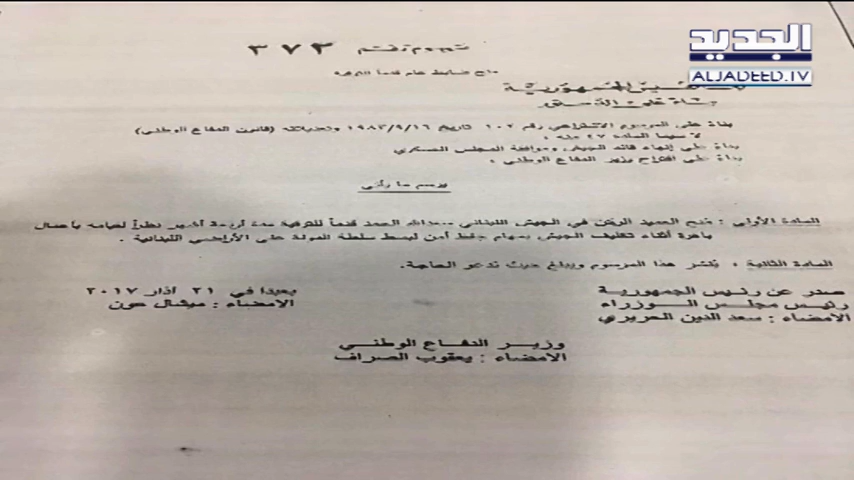 الجديد
ALJADEED.TV
مرسوم رقم ٣٧٣
منح ضابط عام قدماً للترقية
ان رئيس الجمهورية
بناء على الدستور
بناء على المرسوم الاشتراعي رقم ١٠٢ تاريخ ١٩٨٣/٩/١٦ وتعديلاته (قانون الدفاع الوطني)
لا سيما المادة ٤٧ منه ،
بناء على إنهاء قائد الجيش وموافقة المجلس العسكري
بناء على اقتراح وزير الدفاع الوطني ،
يرسم ما يأتي
المادة الأولى : منح العميد الركن في الجيش اللبناني عبدالله الحمد قدماً للترقية مدة أربعة أشهر نظراً لقيامه بأعمال
باهرة أثناء تكليف الجيش بمهام حفظ أمن لبسط سلطة الدولة على الأراضي اللبنانية .
المادة الثانية : ينشر هذا المرسوم ويبلغ حيث تدعو الحاجة.
بعبدا في ٢١ آذار ٢٠١٧
الامضاء : ميشال عون
صدر عن رئيس الجمهورية
رئيس مجلس الوزراء
الامضاء : سعد الدين الحريري
وزير الدفاع الوطني
الامضاء : يعقوب الصراف